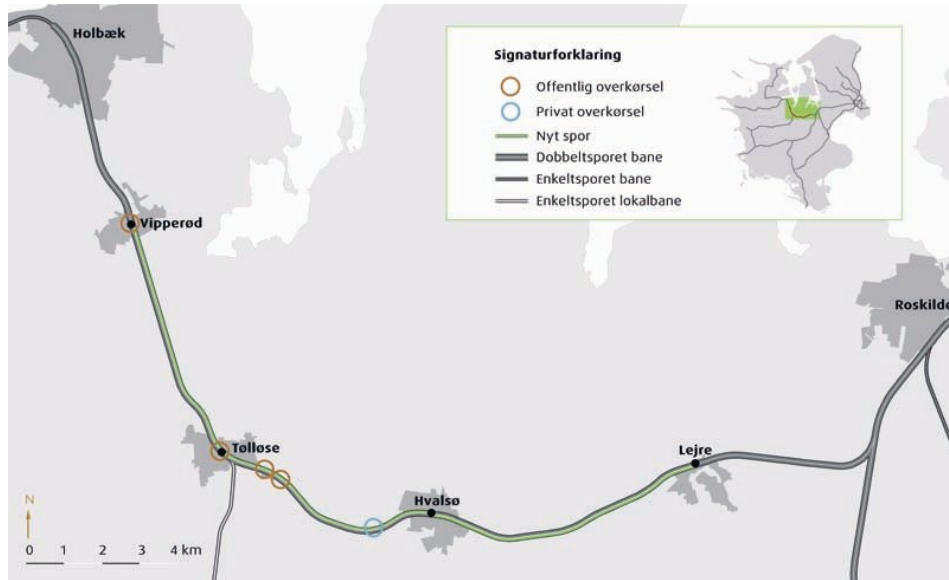 Holbæk
Signaturforklaring
Offentlig overkørsel
Privat overkørsel
Nyt spor
Dobbeltsporet bane
Enkeltsporet bane
Enkeltsporet lokalbane
Vipperød
Roskilde
Tølløse
Lejre
Hvalsø
N
0 1 2 3 4 km